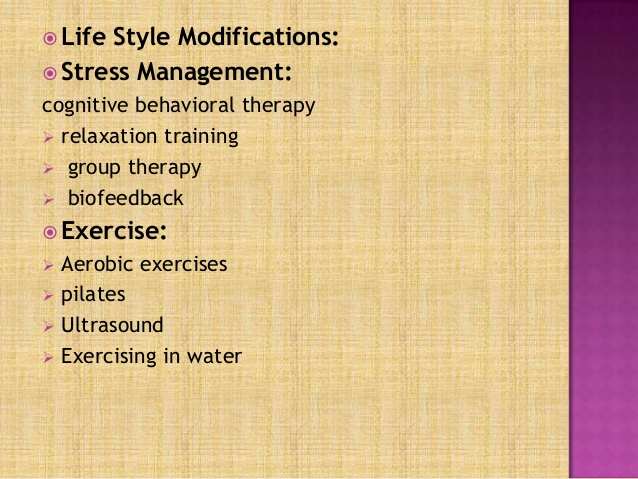 Life Style Modifications:
Stress Management:
cognitive behavioral therapy
relaxation training
group therapy
biofeedback
Exercise:
Aerobic exercises
pilates
Ultrasound
Exercising in water